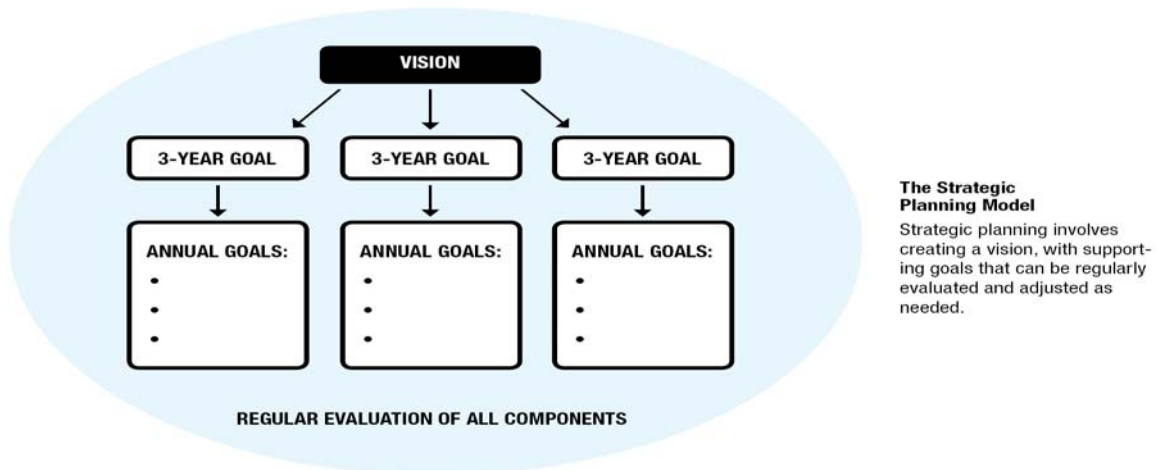 VISION
3-YEAR GOAL
3-YEAR GOAL
3-YEAR GOAL
ANNUAL GOALS:
•
•
•
ANNUAL GOALS:
•
•
•
ANNUAL GOALS:
•
•
•
REGULAR EVALUATION OF ALL COMPONENTS
The Strategic
Planning Model
Strategic planning involves
creating a vision, with support-
ing goals that can be regularly
evaluated and adjusted as
needed.